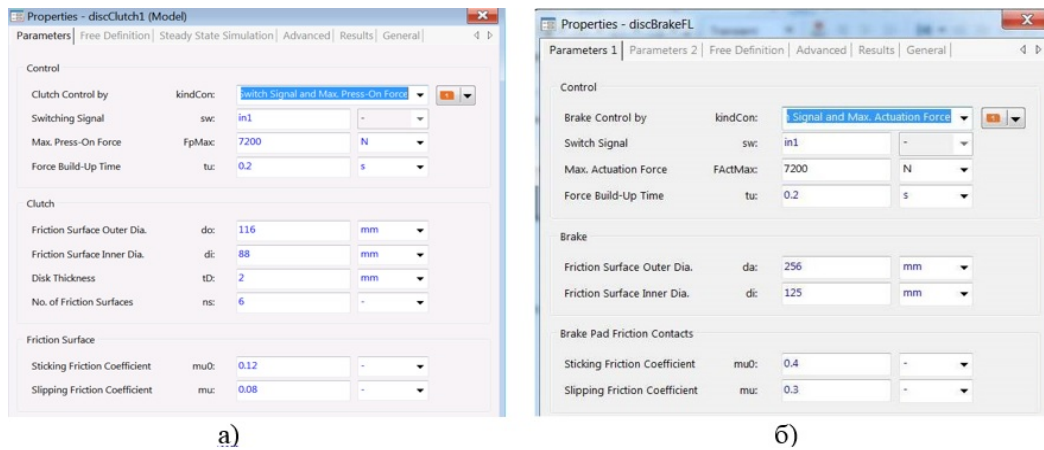 Properties - discClutch1 (Model)
Parameters Free Definition Steady State Simulation Advanced Results General
Control
Clutch Control by kindCon: Switch Signal and Max. Press-On Force
Switching Signal sw: in1 -
Max. Press-On Force FpMax: 7200 N
Force Build-Up Time tu: 0.2 s
Clutch
Friction Surface Outer Dia. do: 116 mm
Friction Surface Inner Dia. di: 88 mm
Disk Thickness tD: 2 mm
No. of Friction Surfaces ns: 6 -
Friction Surface
Sticking Friction Coefficient mu0: 0.12 -
Slipping Friction Coefficient mu: 0.08 -
а)
Properties - discBrakeFL
Parameters 1 Parameters 2 Free Definition Advanced Results General
Control
Brake Control by kindCon: Signal and Max. Actuation Force
Switch Signal sw: in1 -
Max. Actuation Force FActMax: 7200 N
Force Build-Up Time tu: 0.2 s
Brake
Friction Surface Outer Dia. da: 256 mm
Friction Surface Inner Dia. di: 125 mm
Brake Pad Friction Contacts
Sticking Friction Coefficient mu0: 0.4 -
Slipping Friction Coefficient mu: 0.3 -
б)